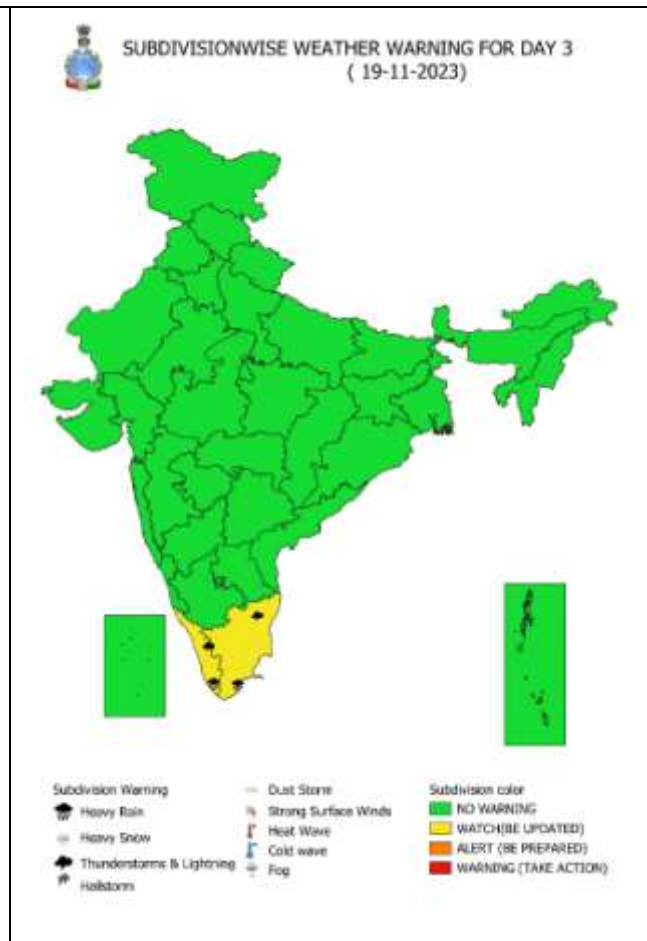 SUBDIVISIONWISE WEATHER WARNING FOR DAY 3
( 19-11-2023)
Subdivision Warning
Heavy Rain
Heavy Snow
Thunderstorms & Lightning
Hailstorm
Dust Storm
Strong Surface Winds
Heat Wave
Cold wave
Fog
Subdivision color
NO WARNING
WATCH(BE UPDATED)
ALERT (BE PREPARED)
WARNING (TAKE ACTION)